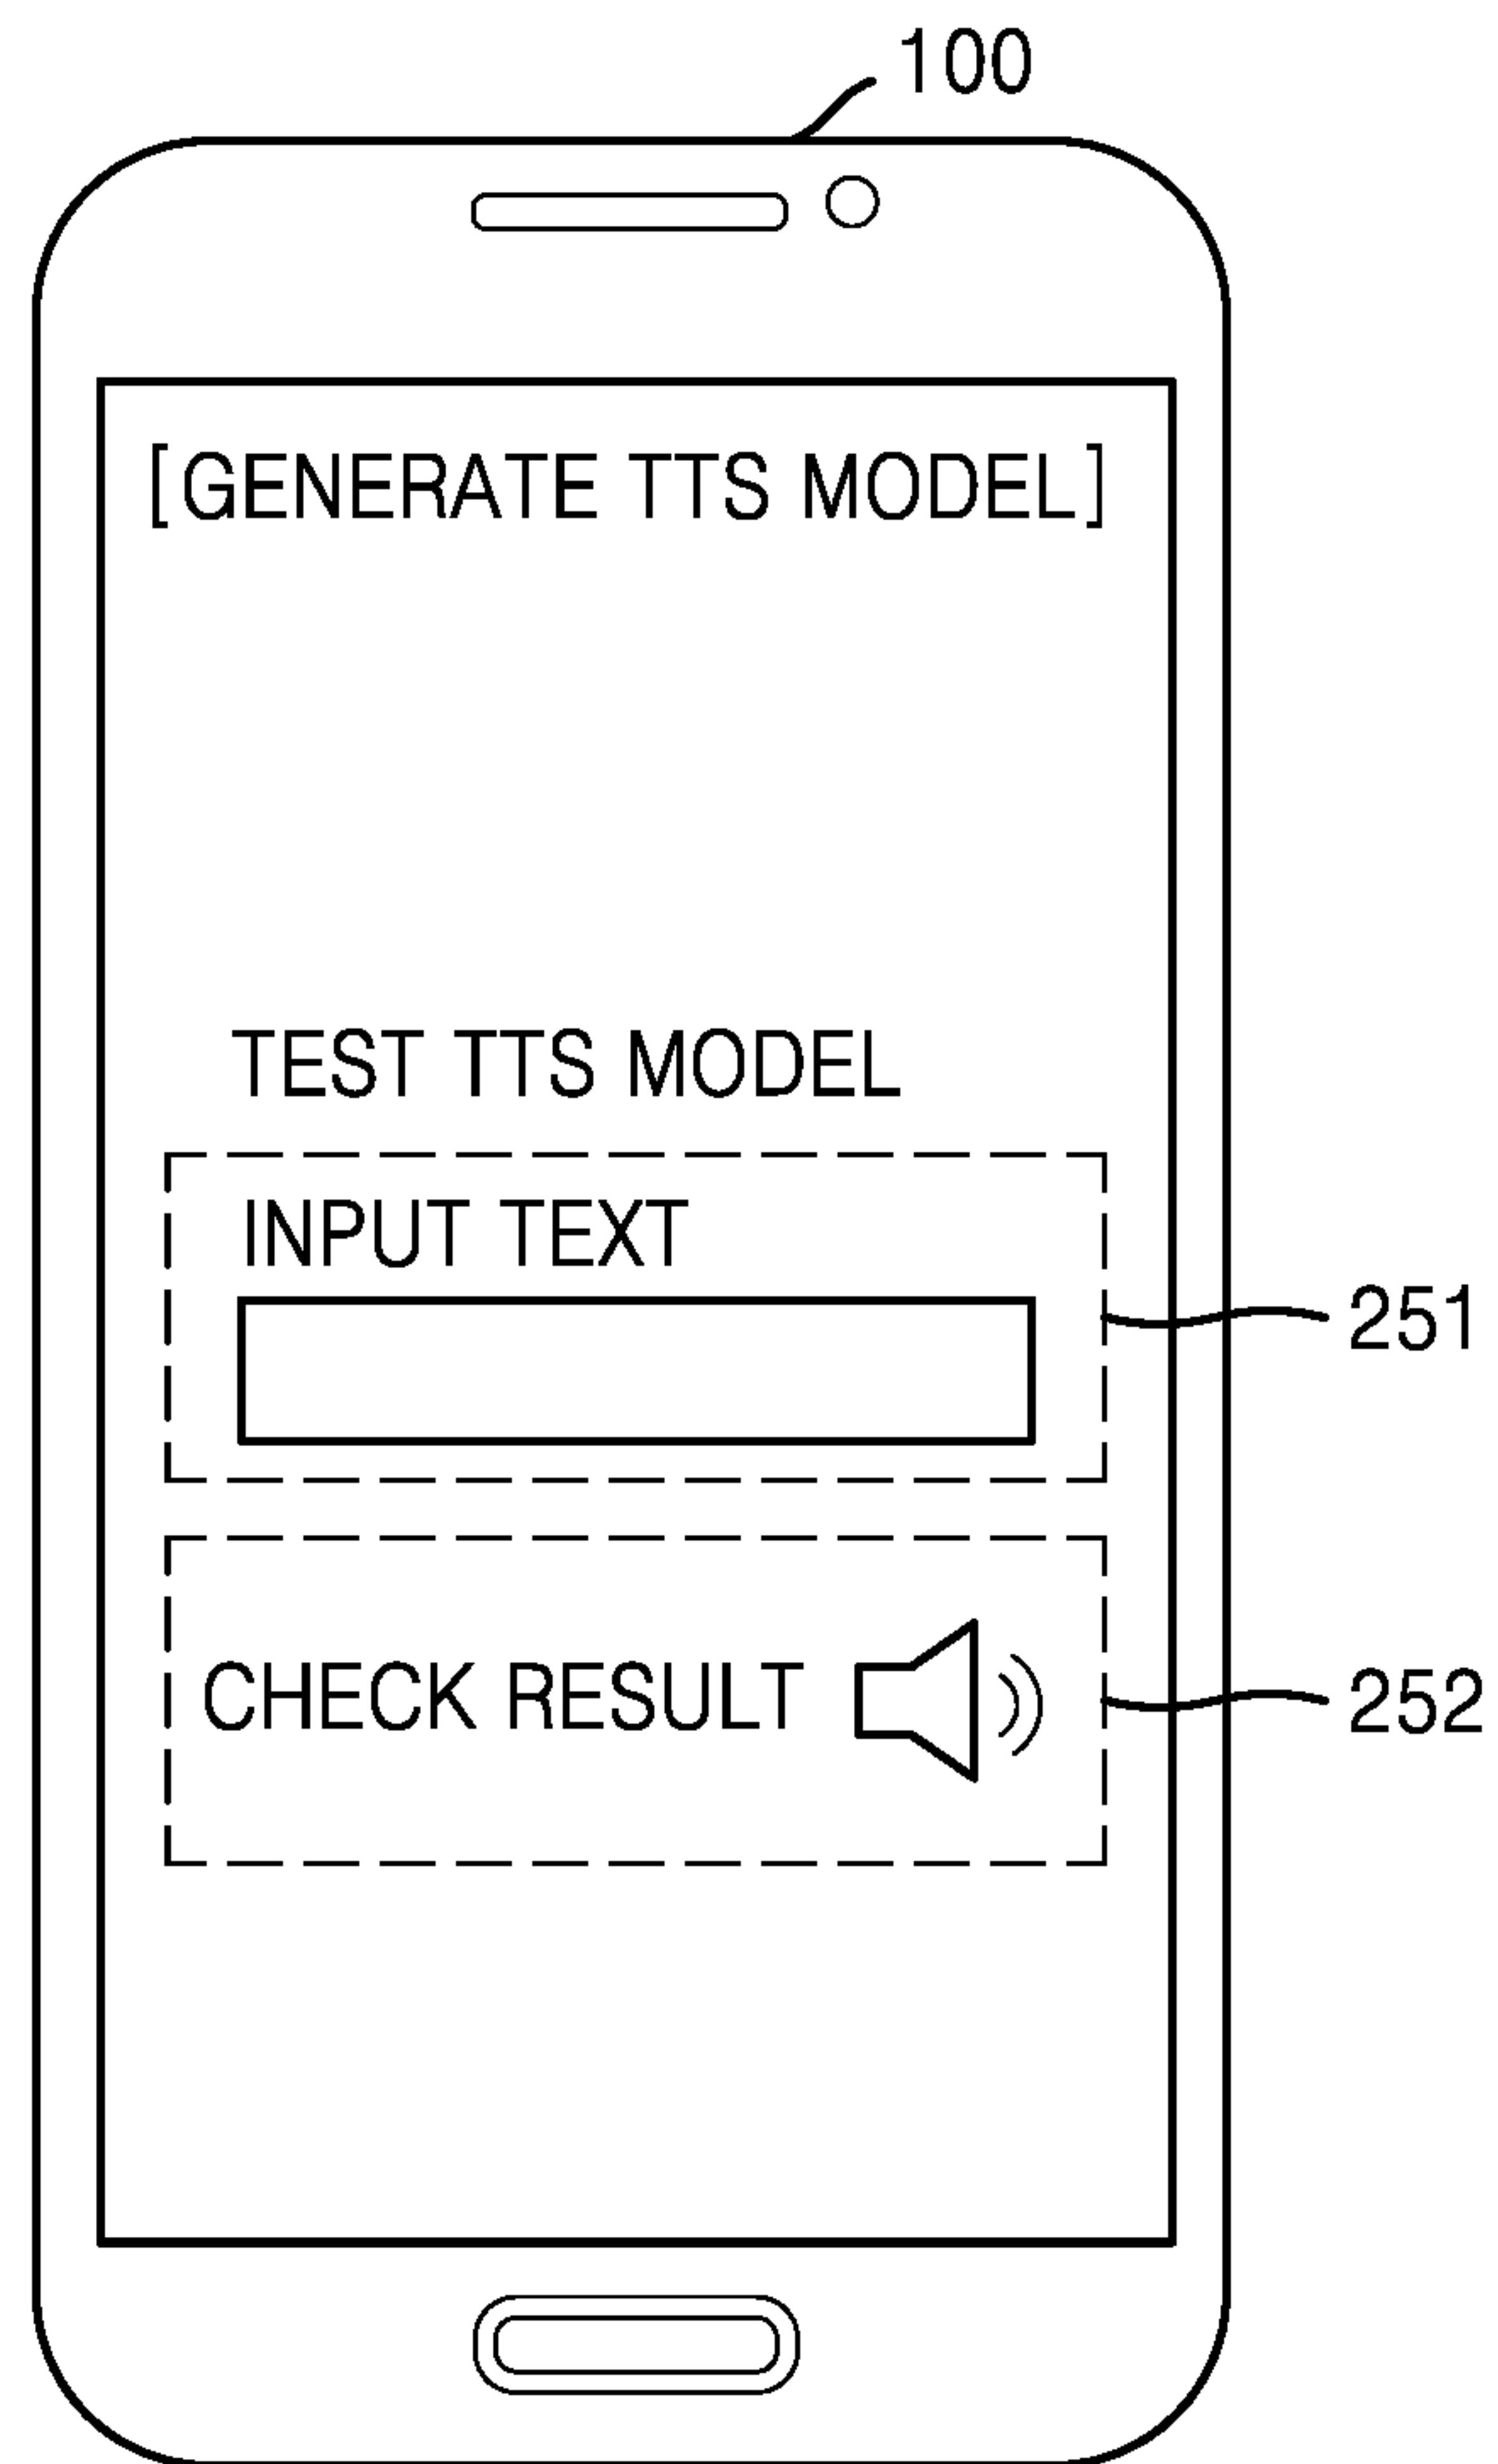 100
[GENERATE TTS MODEL]
TEST TTS MODEL
INPUT TEXT
251
CHECK RESULT
252